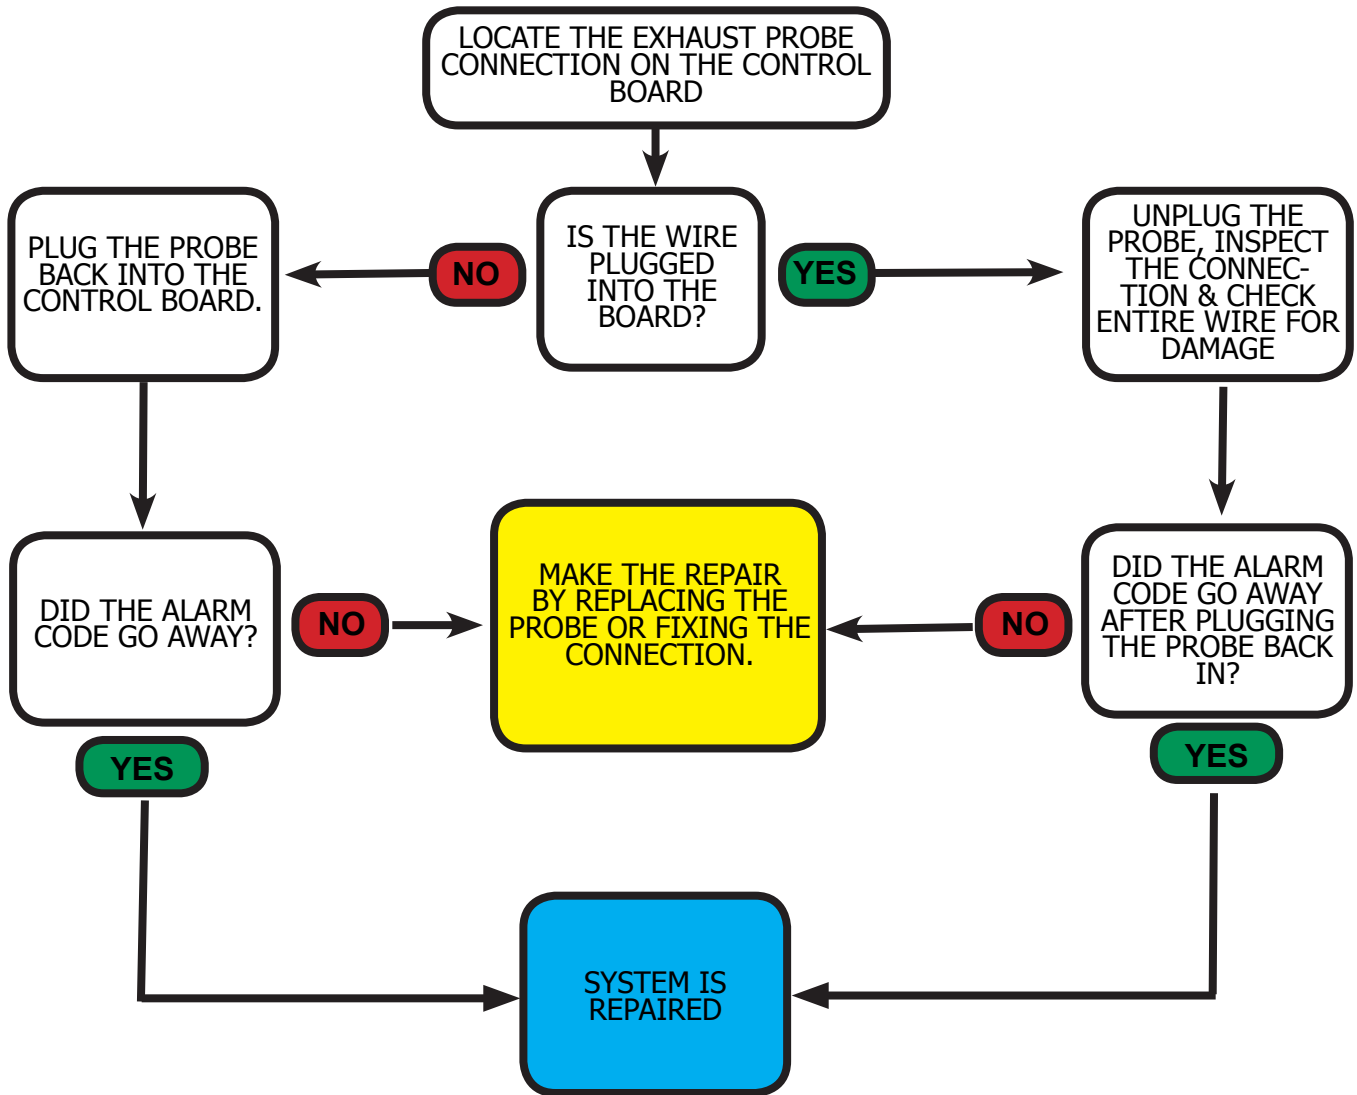 LOCATE THE EXHAUST PROBE
CONNECTION ON THE CONTROL
BOARD
PLUG THE PROBE
BACK INTO THE
CONTROL BOARD.
NO
IS THE WIRE
PLUGGED
INTO THE
BOARD?
YES
UNPLUG THE
PROBE, INSPECT
THE CONNEC-
TION & CHECK
ENTIRE WIRE FOR
DAMAGE
DID THE ALARM
CODE GO AWAY?
NO
MAKE THE REPAIR
BY REPLACING THE
PROBE OR FIXING THE
CONNECTION.
NO
DID THE ALARM
CODE GO AWAY
AFTER PLUGGING
THE PROBE BACK
IN?
YES
YES
SYSTEM IS
REPAIRED